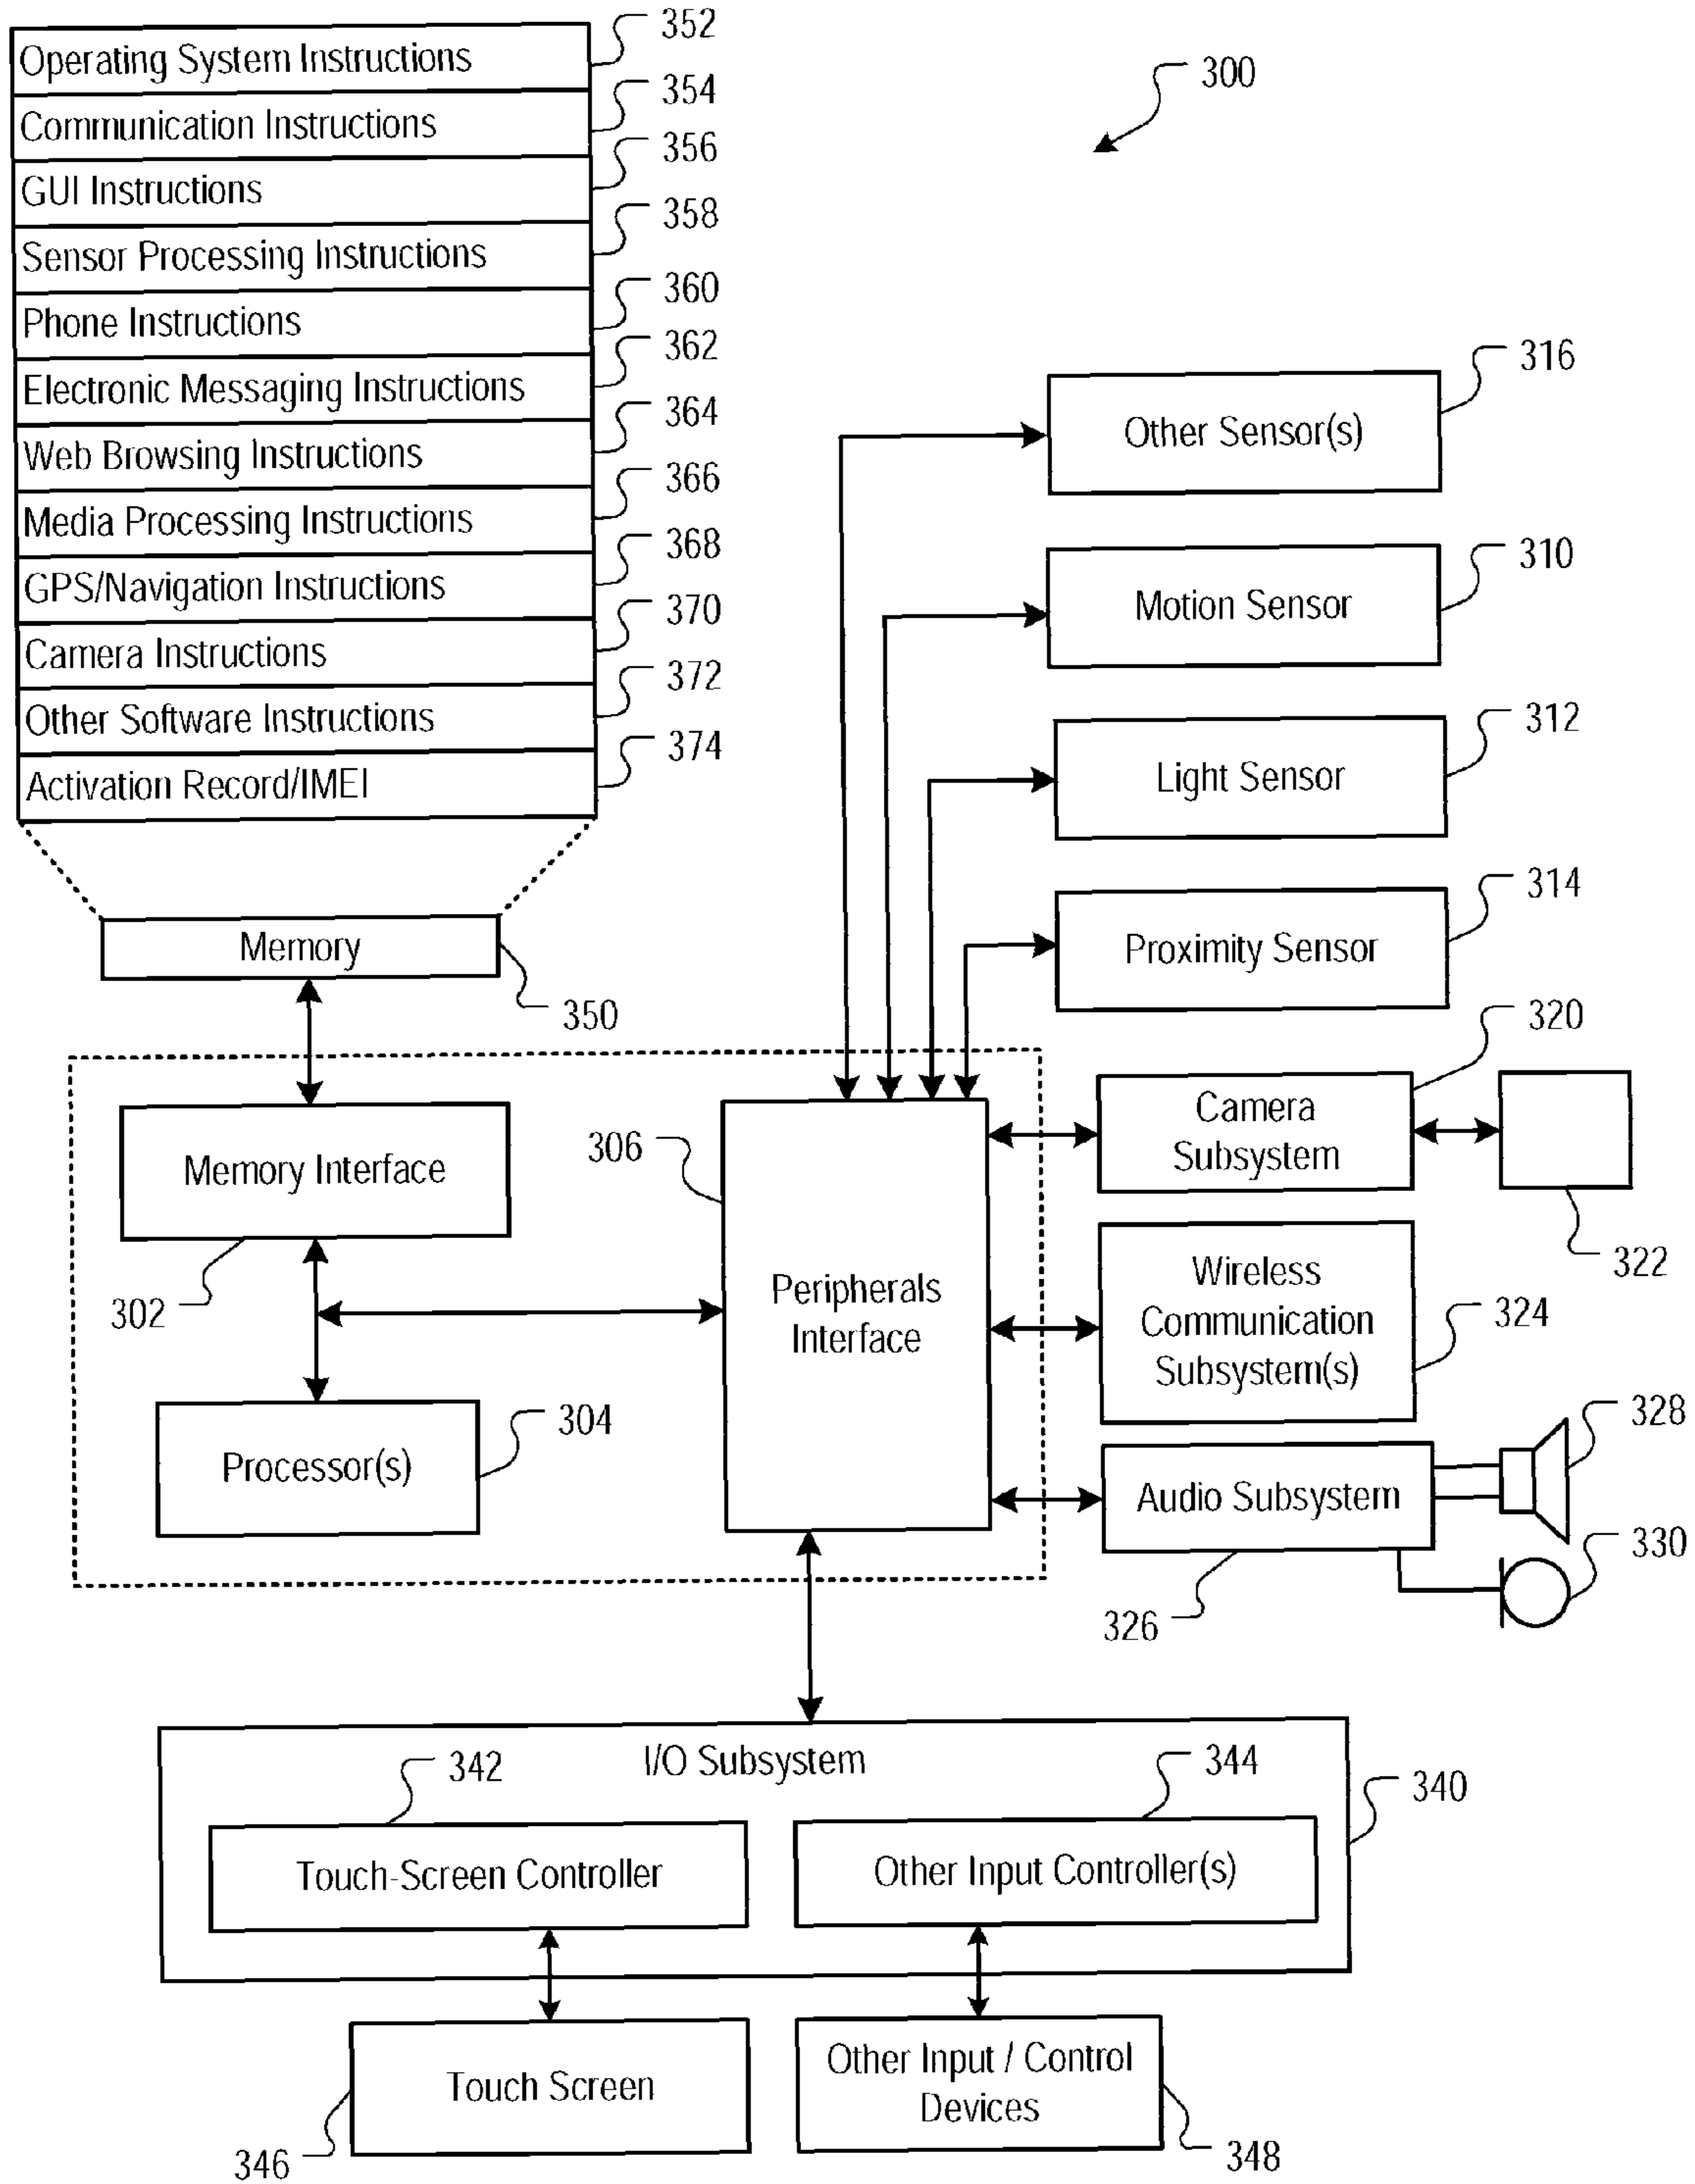 352
Operating System Instructions
354
Communication Instructions
356
GUI Instructions
358
Sensor Processing Instructions
360
Phone Instructions
362
Electronic Messaging Instructions
364
Web Browsing Instructions
366
Media Processing Instructions
368
GPS/Navigation Instructions
370
Camera Instructions
372
Other Software Instructions
374
Activation Record/IMEI
Memory
350
300
316
Other Sensor(s)
310
Motion Sensor
312
Light Sensor
314
Proximity Sensor
320
Camera
Subsystem
322
Memory Interface
302
306
Peripherals
Interface
Wireless
Communication
Subsystem(s)
324
304
Processor(s)
328
Audio Subsystem
330
326
I/O Subsystem
342
344
340
Touch-Screen Controller
Other Input Controller(s)
Touch Screen
346
Other Input / Control
Devices
348